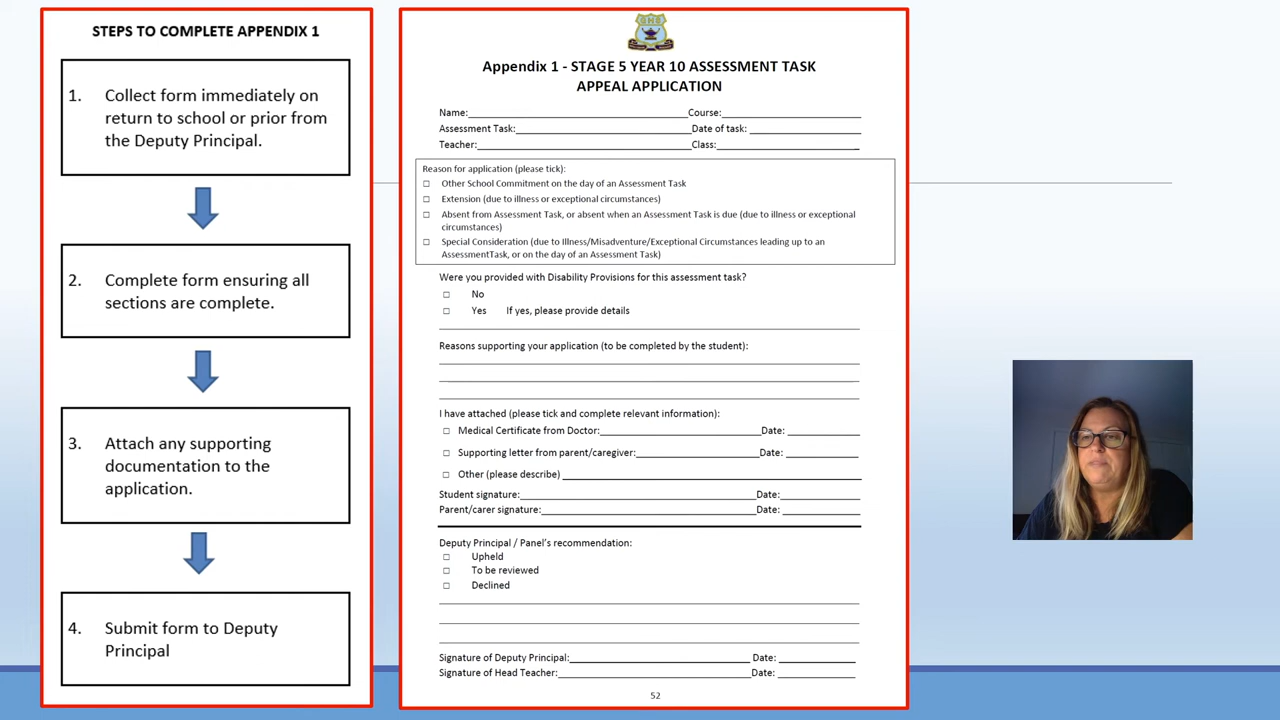 STEPS TO COMPLETE APPENDIX 1
1. Collect form immediately on
return to school or prior from
the Deputy Principal.
2. Complete form ensuring all
sections are complete.
3. Attach any supporting
documentation to the
application.
4. Submit form to Deputy
Principal
Appendix 1 - STAGE 5 YEAR 10 ASSESSMENT TASK
APPEAL APPLICATION
Name: Course:
Assessment Task: Date of task:
Teacher: Class:
Reason for application (please tick):
□ Other School Commitment on the day of an Assessment Task
□ Extension (due to illness or exceptional circumstances)
□ Absent from Assessment Task, or absent when an Assessment Task is due (due to illness or exceptional
circumstances)
□ Special Consideration (due to Illness/Misadventure/Exceptional Circumstances leading up to an
AssessmentTask, or on the day of an Assessment Task)
Were you provided with Disability Provisions for this assessment task?
□ No
□ Yes If yes, please provide details
Reasons supporting your application (to be completed by the student):
I have attached (please tick and complete relevant information):
□ Medical Certificate from Doctor: Date:
□ Supporting letter from parent/caregiver: Date:
□ Other (please describe)
Student signature: Date:
Parent/carer signature: Date:
Deputy Principal / Panel's recommendation:
□ Upheld
□ To be reviewed
□ Declined
Signature of Deputy Principal: Date:
Signature of Head Teacher: Date:
52